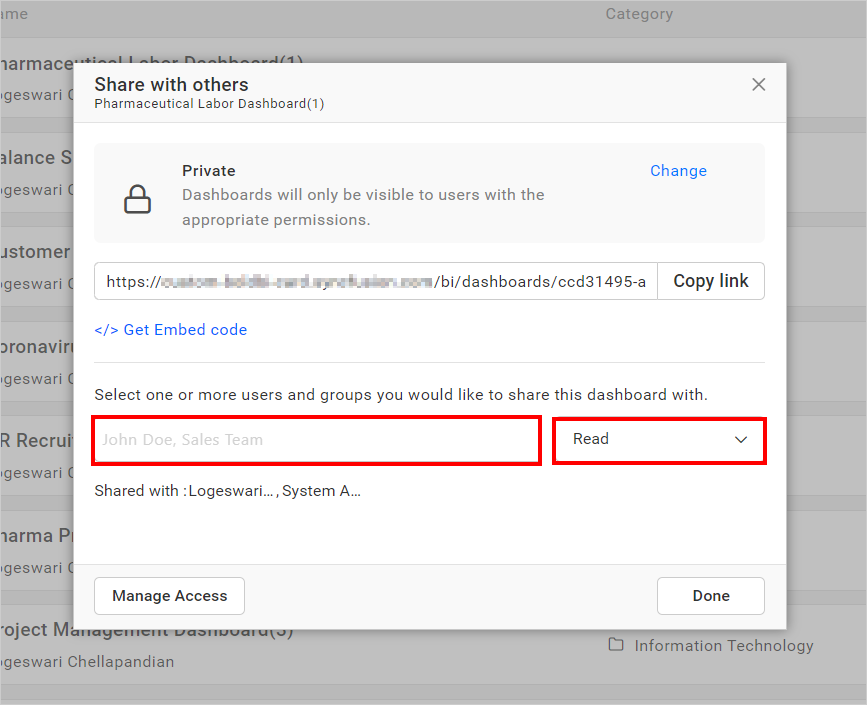 ame Category
harmaceutical Labor Dashboard(1)
Share with others
Pharmaceutical Labor Dashboard(1)
ogeswari C
Private
Change
Dashboards will only be visible to users with the
appropriate permissions.
alance S
ogeswari C
ustomer
ogeswari C
https:// /bi/dashboards/ccd31495-a
Copy link
</> Get Embed code
oronaviru
ogeswari C
Select one or more users and groups you would like to share this dashboard with.
R Recruit
John Doe, Sales Team
Read
ogeswari C
Shared with :Logeswari... , System A...
harma Pr
ogeswari C
Manage Access
Done
roject Management Dashboard(3)
Information Technology
ogeswari Chellapandian